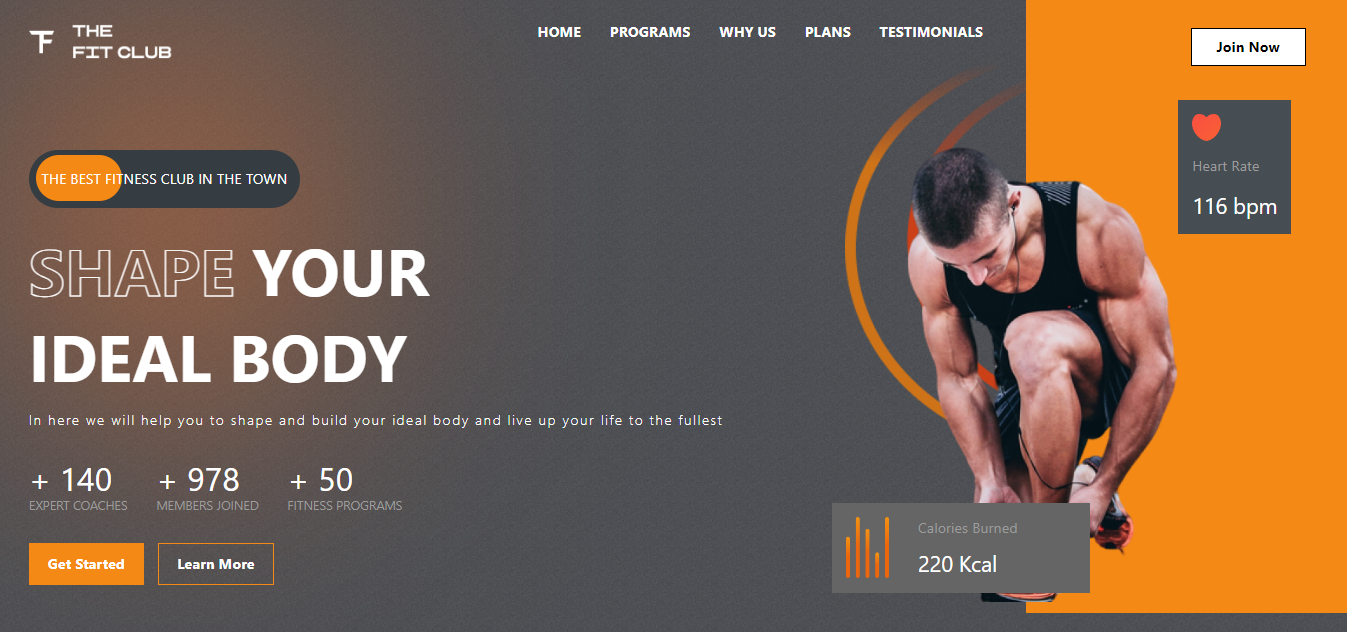 THE
FIT CLUB
HOME
PROGRAMS
WHY US
PLANS
TESTIMONIALS
Join Now
Heart Rate
116 bpm
THE BEST FITNESS CLUB IN THE TOWN
SHAPE YOUR
IDEAL BODY
In here we will help you to shape and build your ideal body and live up your life to the fullest
+ 140
EXPERT COACHES
+ 978
MEMBERS JOINED
+ 50
FITNESS PROGRAMS
Get Started
Learn More
Calories Burned
220 Kcal